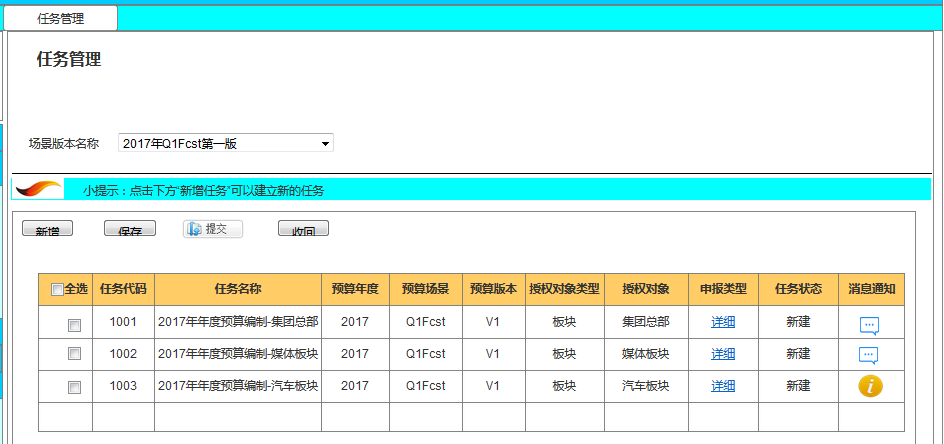 任务管理
任务管理
场景版本名称 2017年Q1Fcst第一版
小提示：点击下方“新增任务”可以建立新的任务
新增 保存 提交 收回
全选 任务代码 任务名称 预算年度 预算场景 预算版本 授权对象类型 授权对象 申报类型 任务状态 消息通知
1001 2017年年度预算编制-集团总部 2017 Q1Fcst V1 板块 集团总部 详细 新建
1002 2017年年度预算编制-媒体板块 2017 Q1Fcst V1 板块 媒体板块 详细 新建
1003 2017年年度预算编制-汽车板块 2017 Q1Fcst V1 板块 汽车板块 详细 新建 i